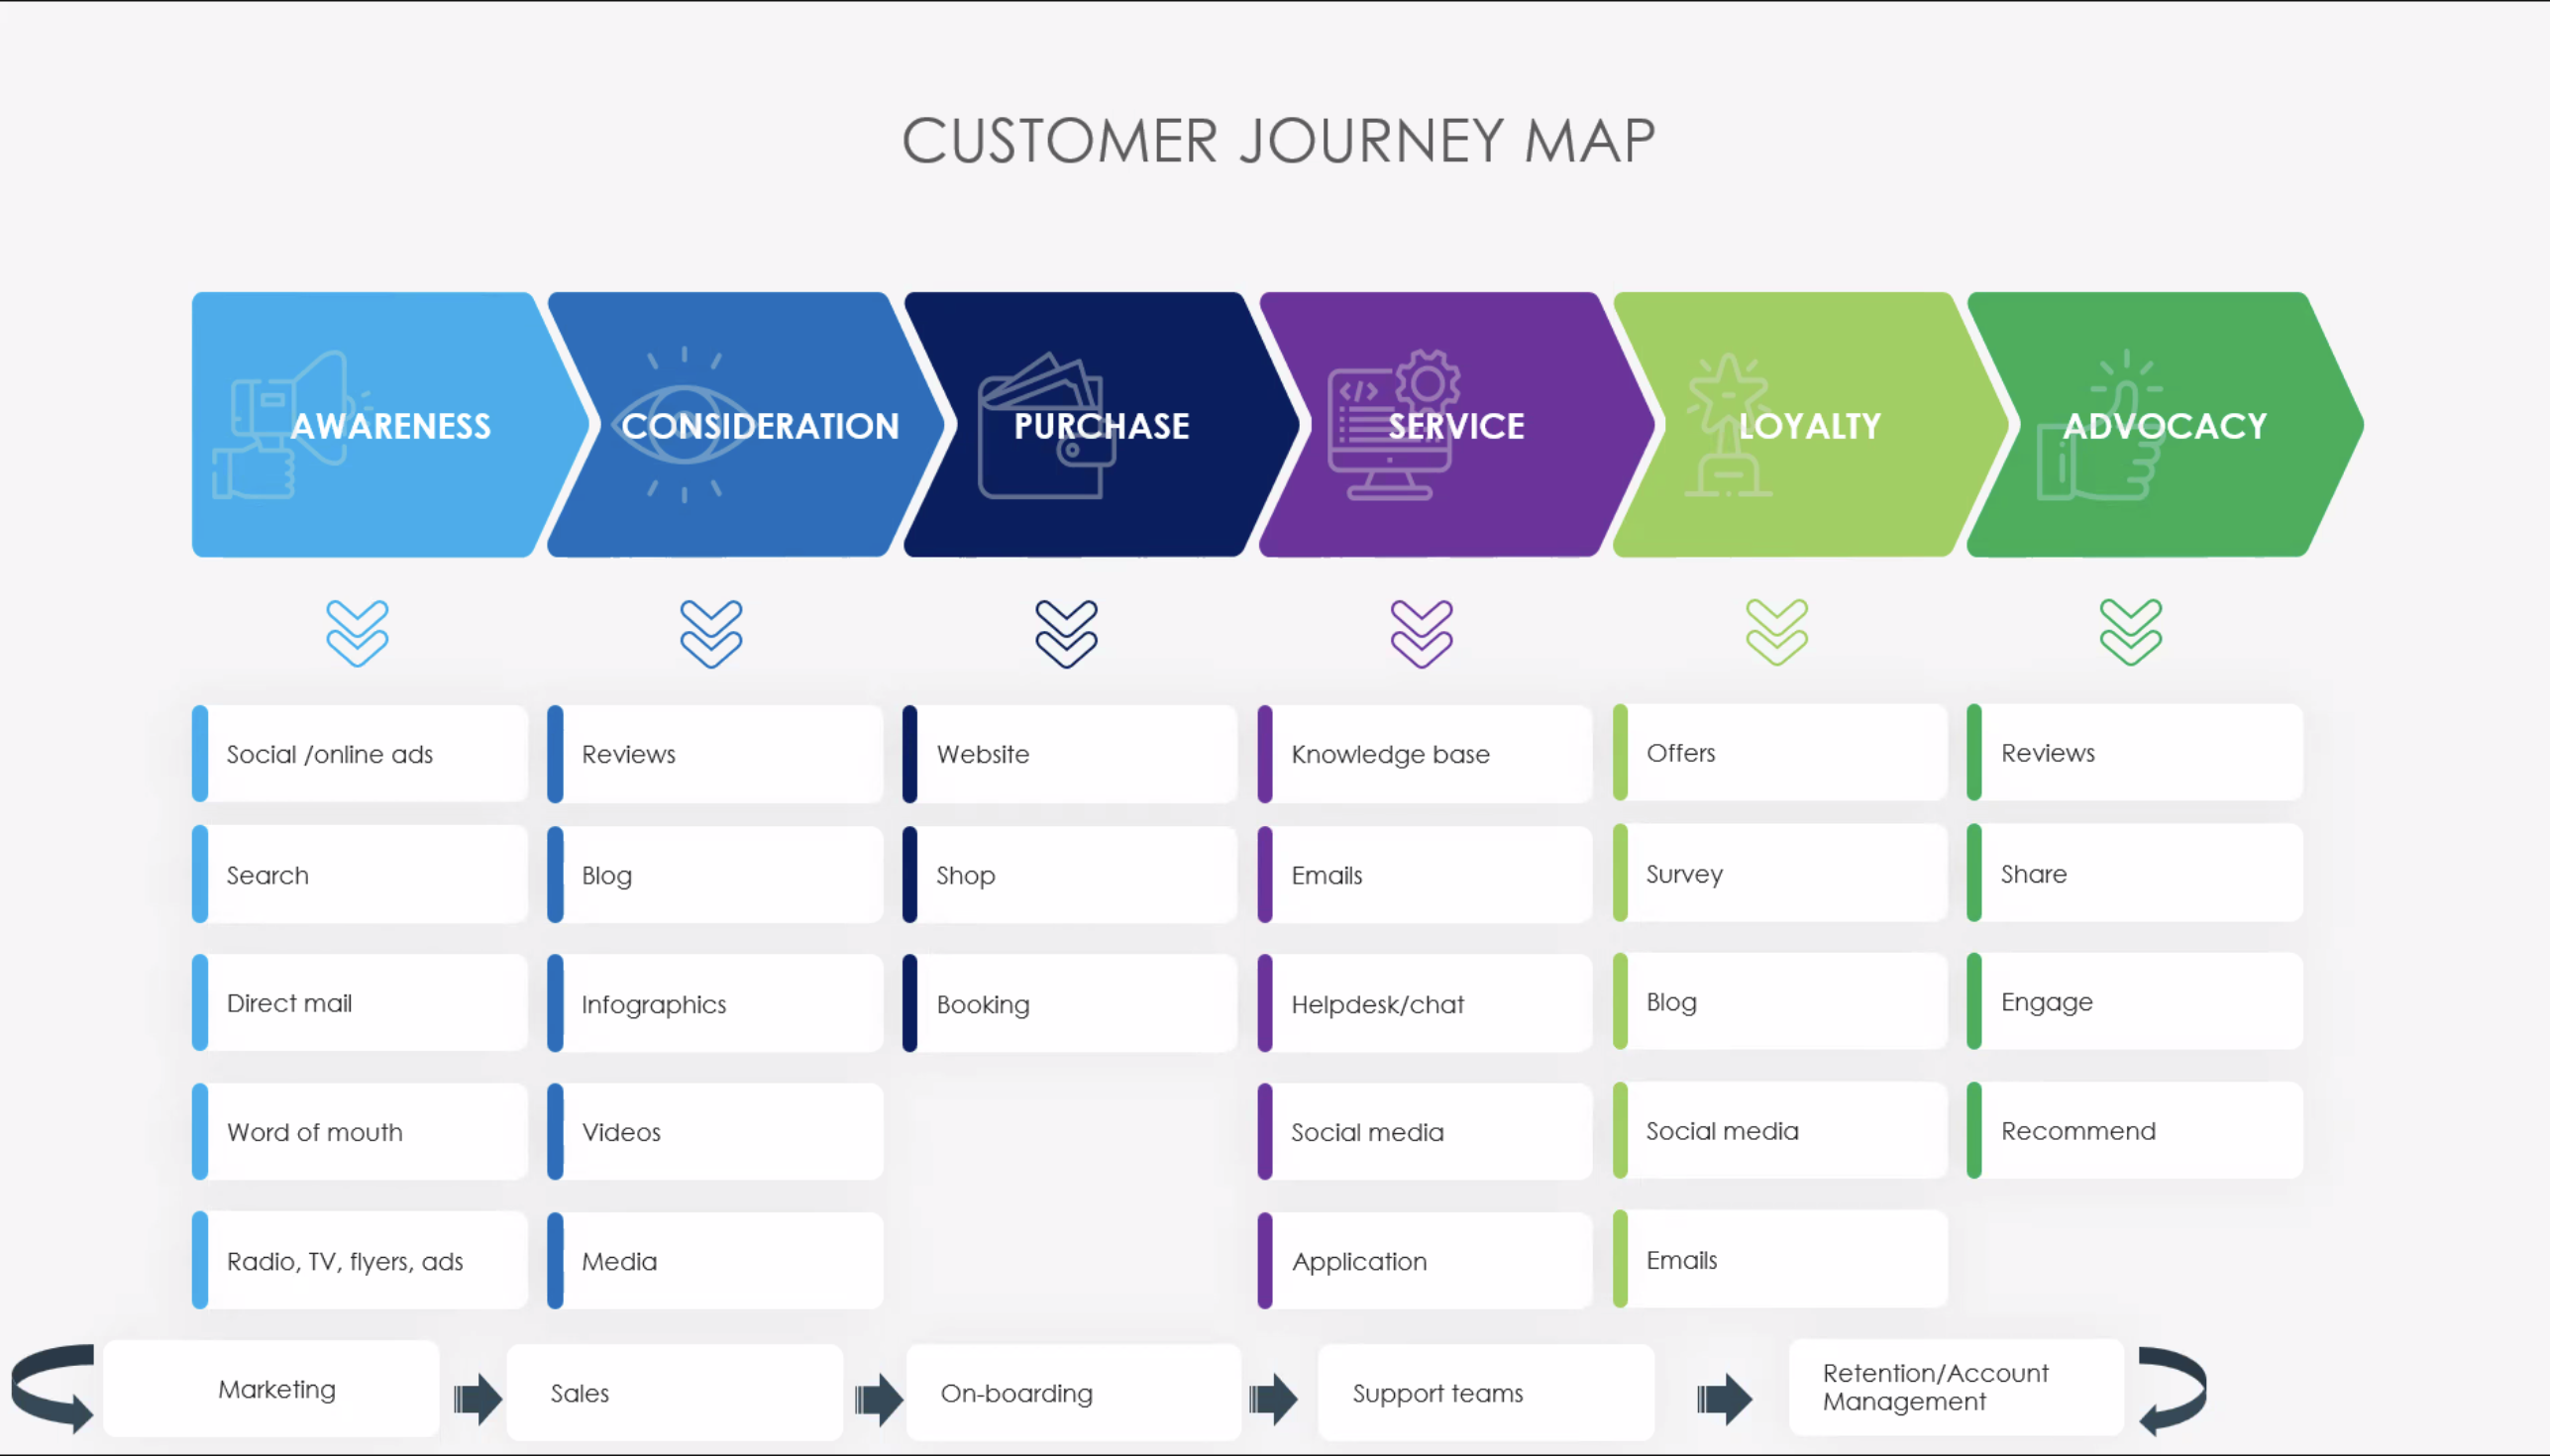 CUSTOMER JOURNEY MAP
AWARENESS
CONSIDERATION
PURCHASE
SERVICE
LOYALTY
ADVOCACY
Social /online ads
Search
Direct mail
Word of mouth
Radio, TV, flyers, ads
Reviews
Blog
Infographics
Videos
Media
Website
Shop
Booking
Knowledge base
Emails
Helpdesk/chat
Social media
Application
Offers
Survey
Blog
Social media
Emails
Reviews
Share
Engage
Recommend
Marketing
Sales
On-boarding
Support teams
Retention/Account
Management